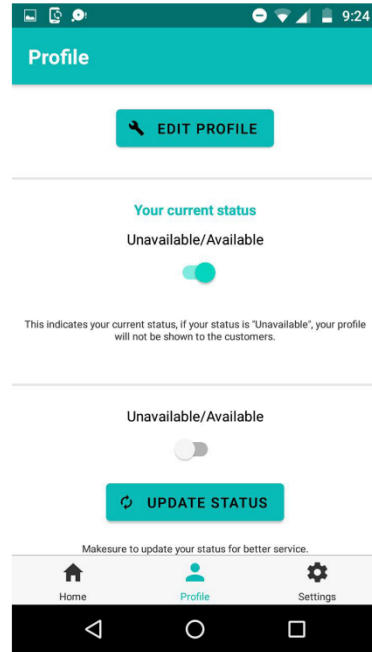 9:24
Profile
EDIT PROFILE
Your current status
Unavailable/Available
This indicates your current status, if your status is "Unavailable", your profile
will not be shown to the customers.
Unavailable/Available
UPDATE STATUS
Makesure to update your status for better service.
Home Profile Settings